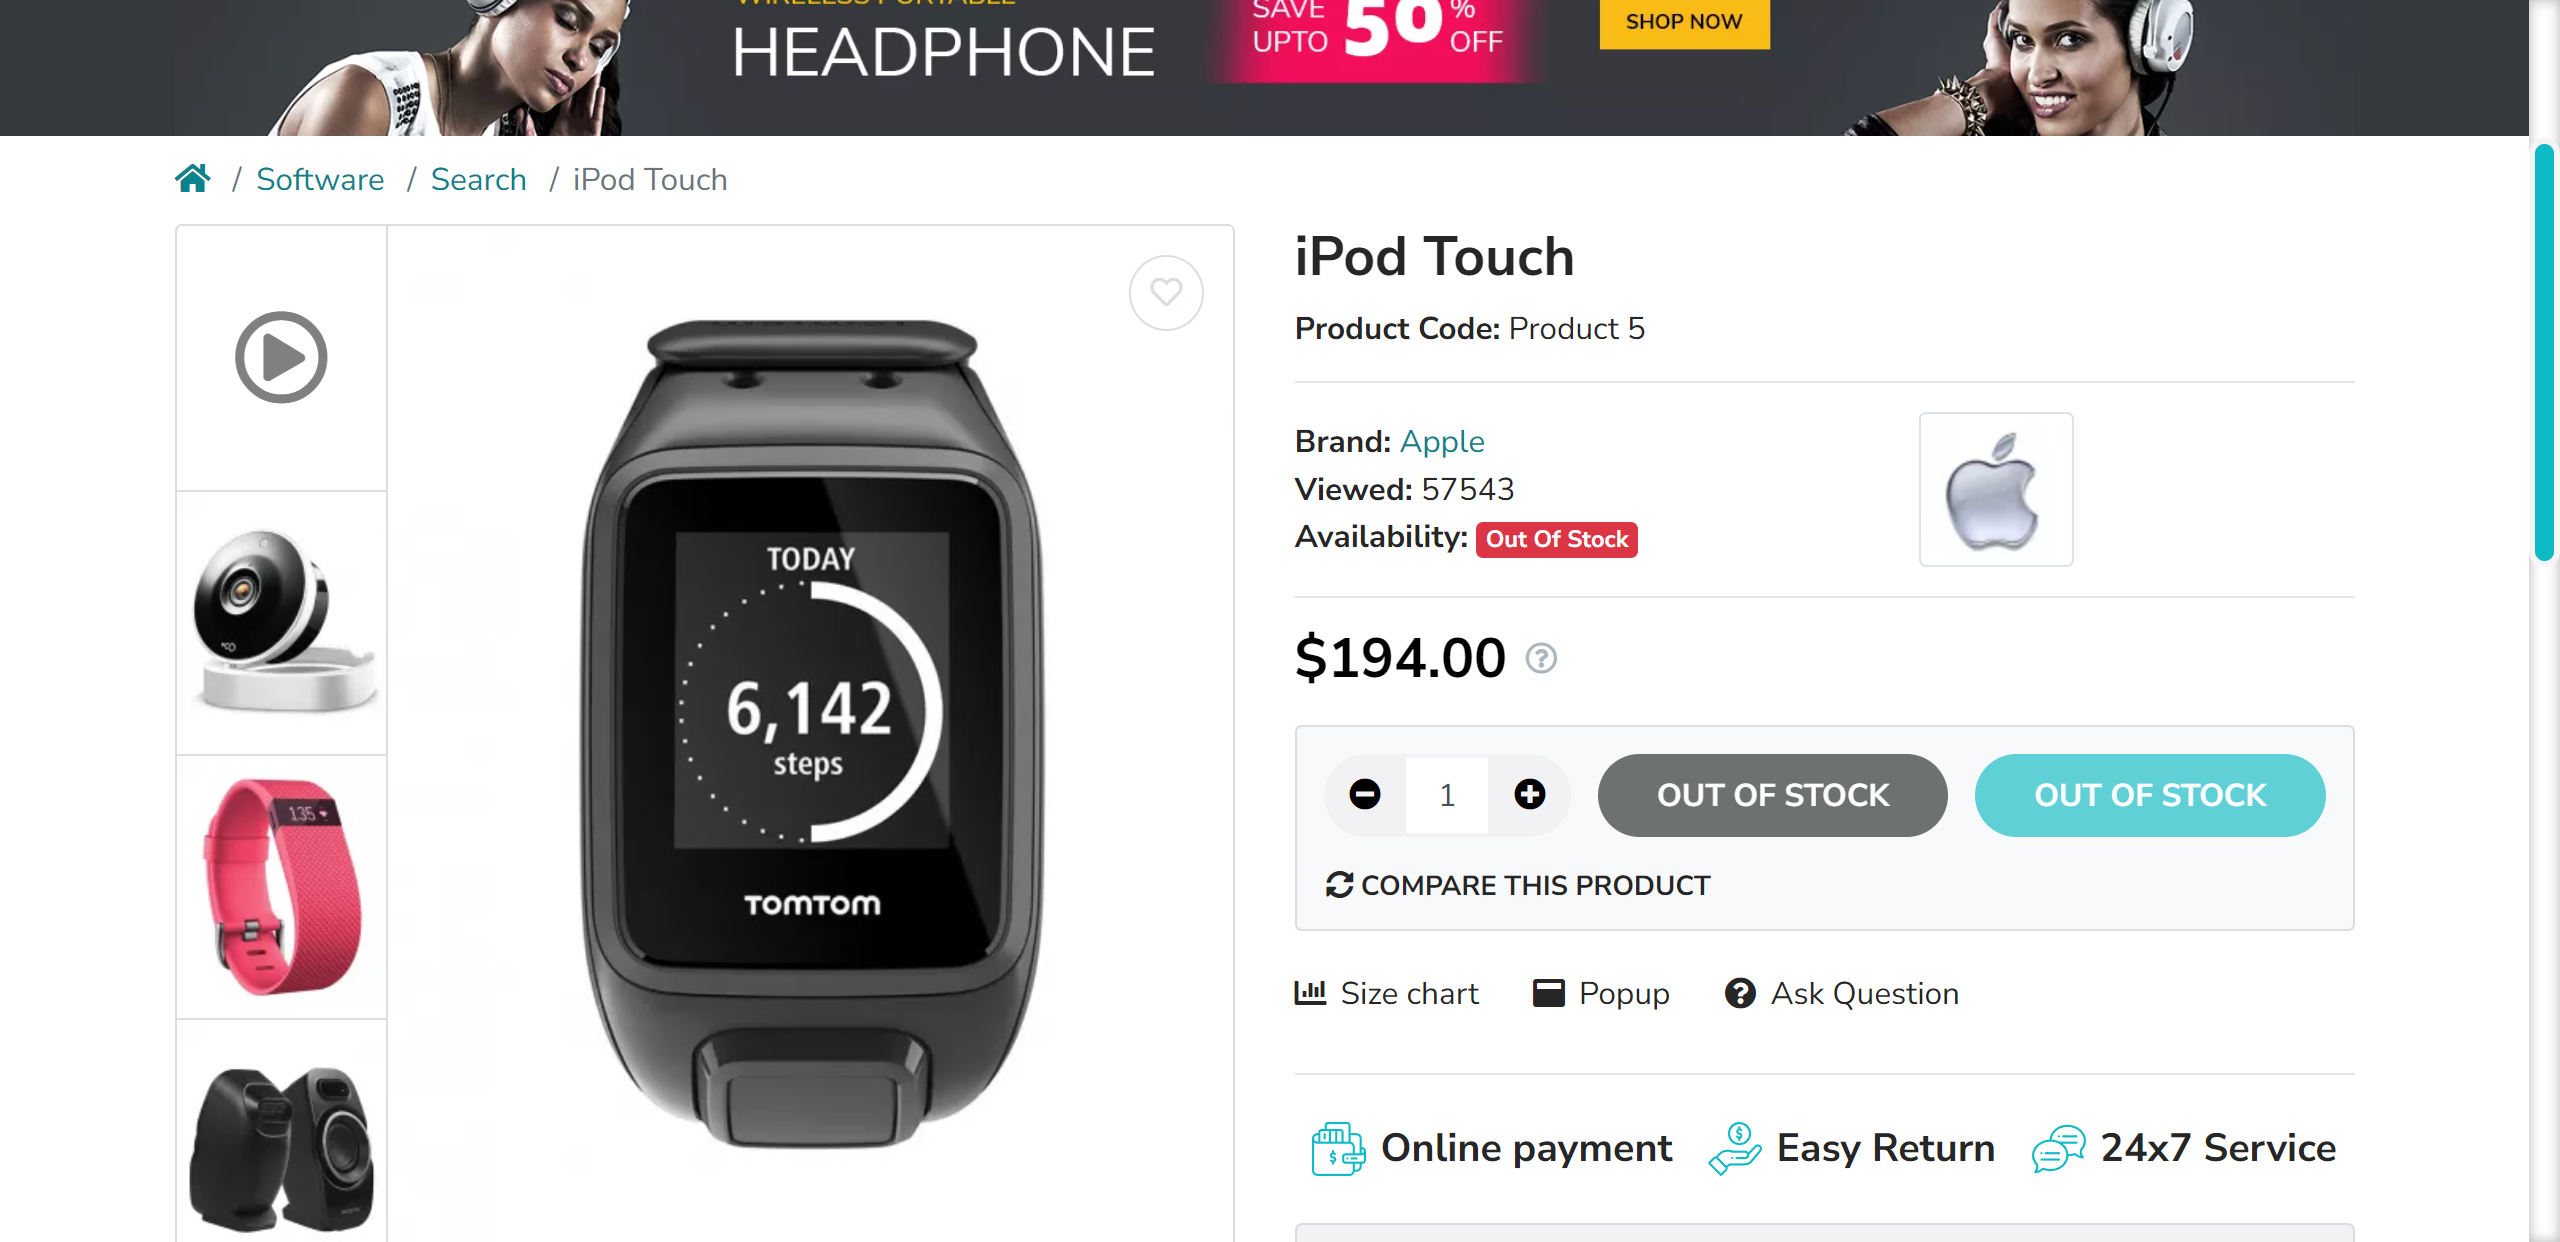 WIRELESS PORTABLE
HEADPHONE
SAVE
UPTO
50
%
OFF
SHOP NOW
/ Software / Search / iPod Touch
iPod Touch
Product Code: Product 5
Brand: Apple
Viewed: 57543
Availability: Out Of Stock
$194.00
1
OUT OF STOCK
OUT OF STOCK
COMPARE THIS PRODUCT
Size chart
Popup
Ask Question
Online payment
Easy Return
24x7 Service
TODAY
6,142
steps
TOMTOM
135